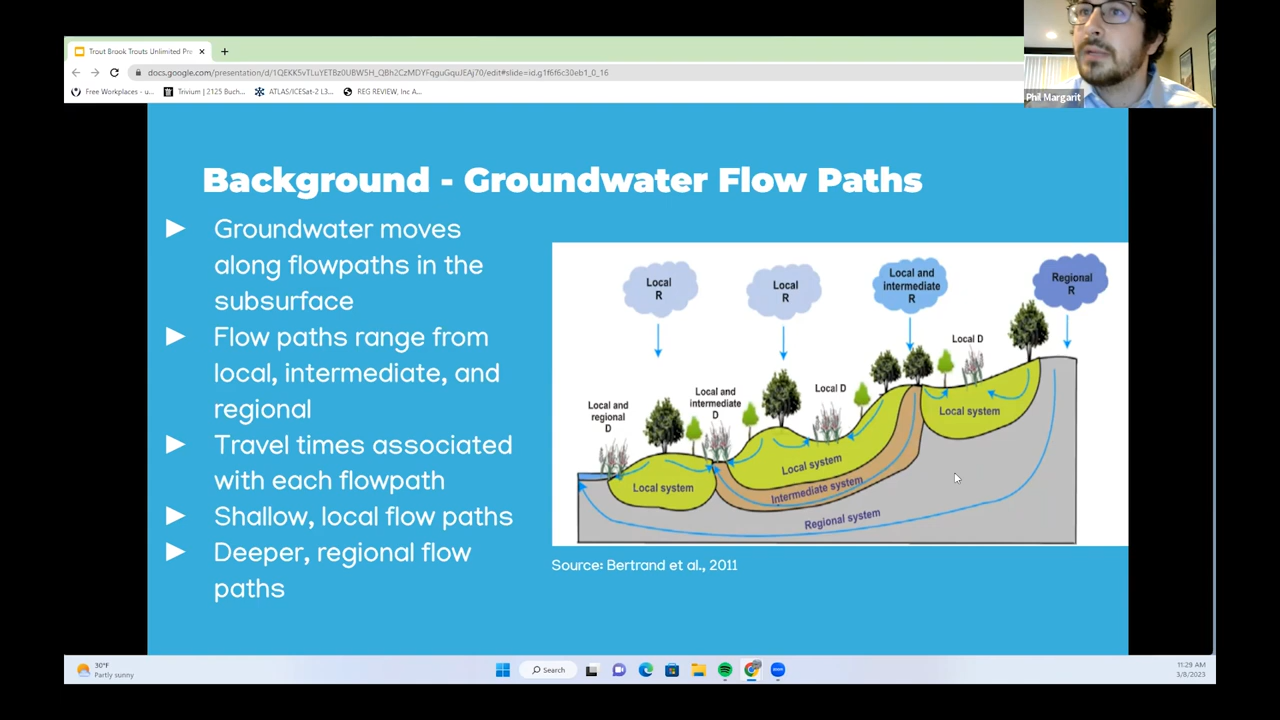 Trout Brook Trouts Unlimited Pre
docs.google.com/presentation/d/1QEKK5vTLuYETBz0UBW5H_QBh2CzMDYFqguGquJEAj70/edit#slide=id.g1f6f6c30eb1_0_16
Free Workplaces - u...
Trivium | 2125 Buch...
ATLAS/ICESat-2 L3...
REG REVIEW, Inc A...
Phil Margarit
Background - Groundwater Flow Paths
Groundwater moves
along flowpaths in the
subsurface
Flow paths range from
local, intermediate, and
regional
Travel times associated
with each flowpath
Shallow, local flow paths
Deeper, regional flow
paths
Local
R
Local
R
Local and
intermediate
R
Regional
R
Local and
regional
D
Local and
intermediate
D
Local D
Local D
Local system
Local system
Local system
Intermediate system
Regional system
Source: Bertrand et al., 2011
30°F
Partly sunny
Search
11:29 AM
3/8/2023